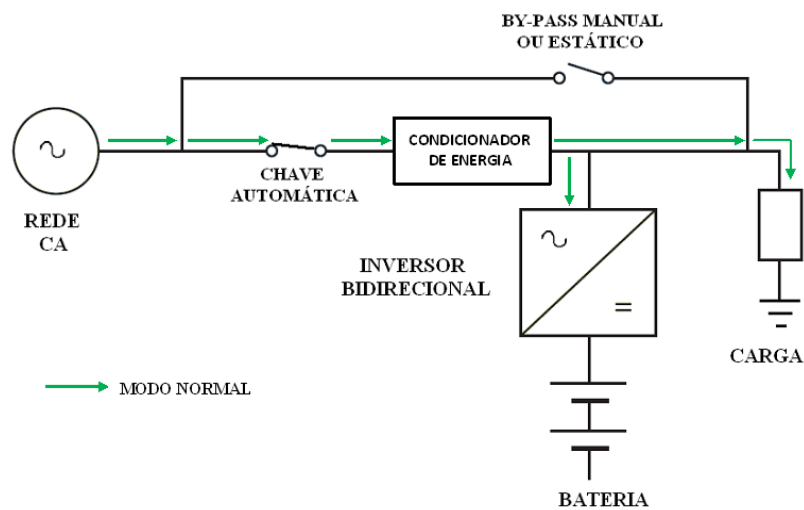 BY-PASS MANUAL
OU ESTÁTICO
CONDICIONADOR
DE ENERGIA
CHAVE
AUTOMÁTICA
REDE
CA
INVERSOR
BIDIRECIONAL
CARGA
MODO NORMAL
BATERIA